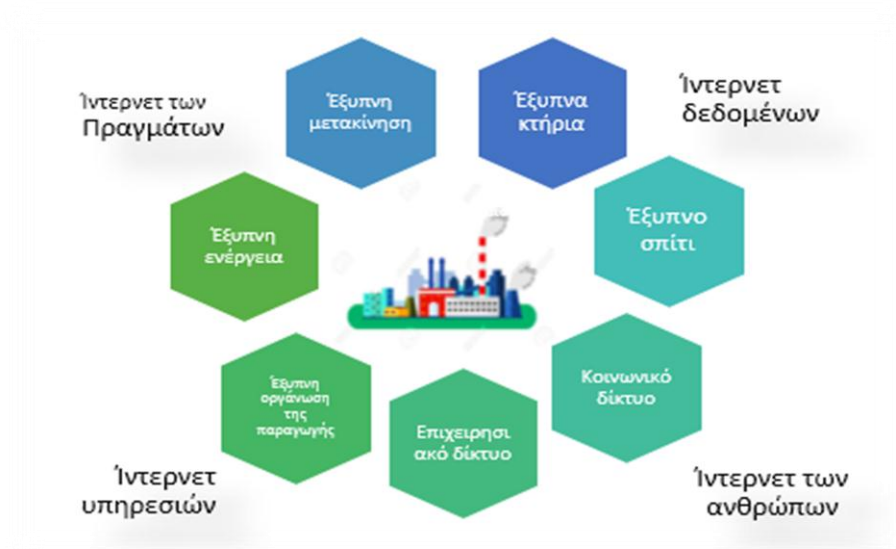 Ίντερνετ των
Πραγμάτων
Έξυπνη
μετακίνηση
Έξυπνα
κτήρια
Ίντερνετ
δεδομένων
Έξυπνη
ενέργεια
Έξυπνο
σπίτι
Έξυπνη
οργάνωση
της
παραγωγής
Επιχειρησι
ακό δίκτυο
Κοινωνικό
δίκτυο
Ίντερνετ
υπηρεσιών
Ίντερνετ των
ανθρώπων